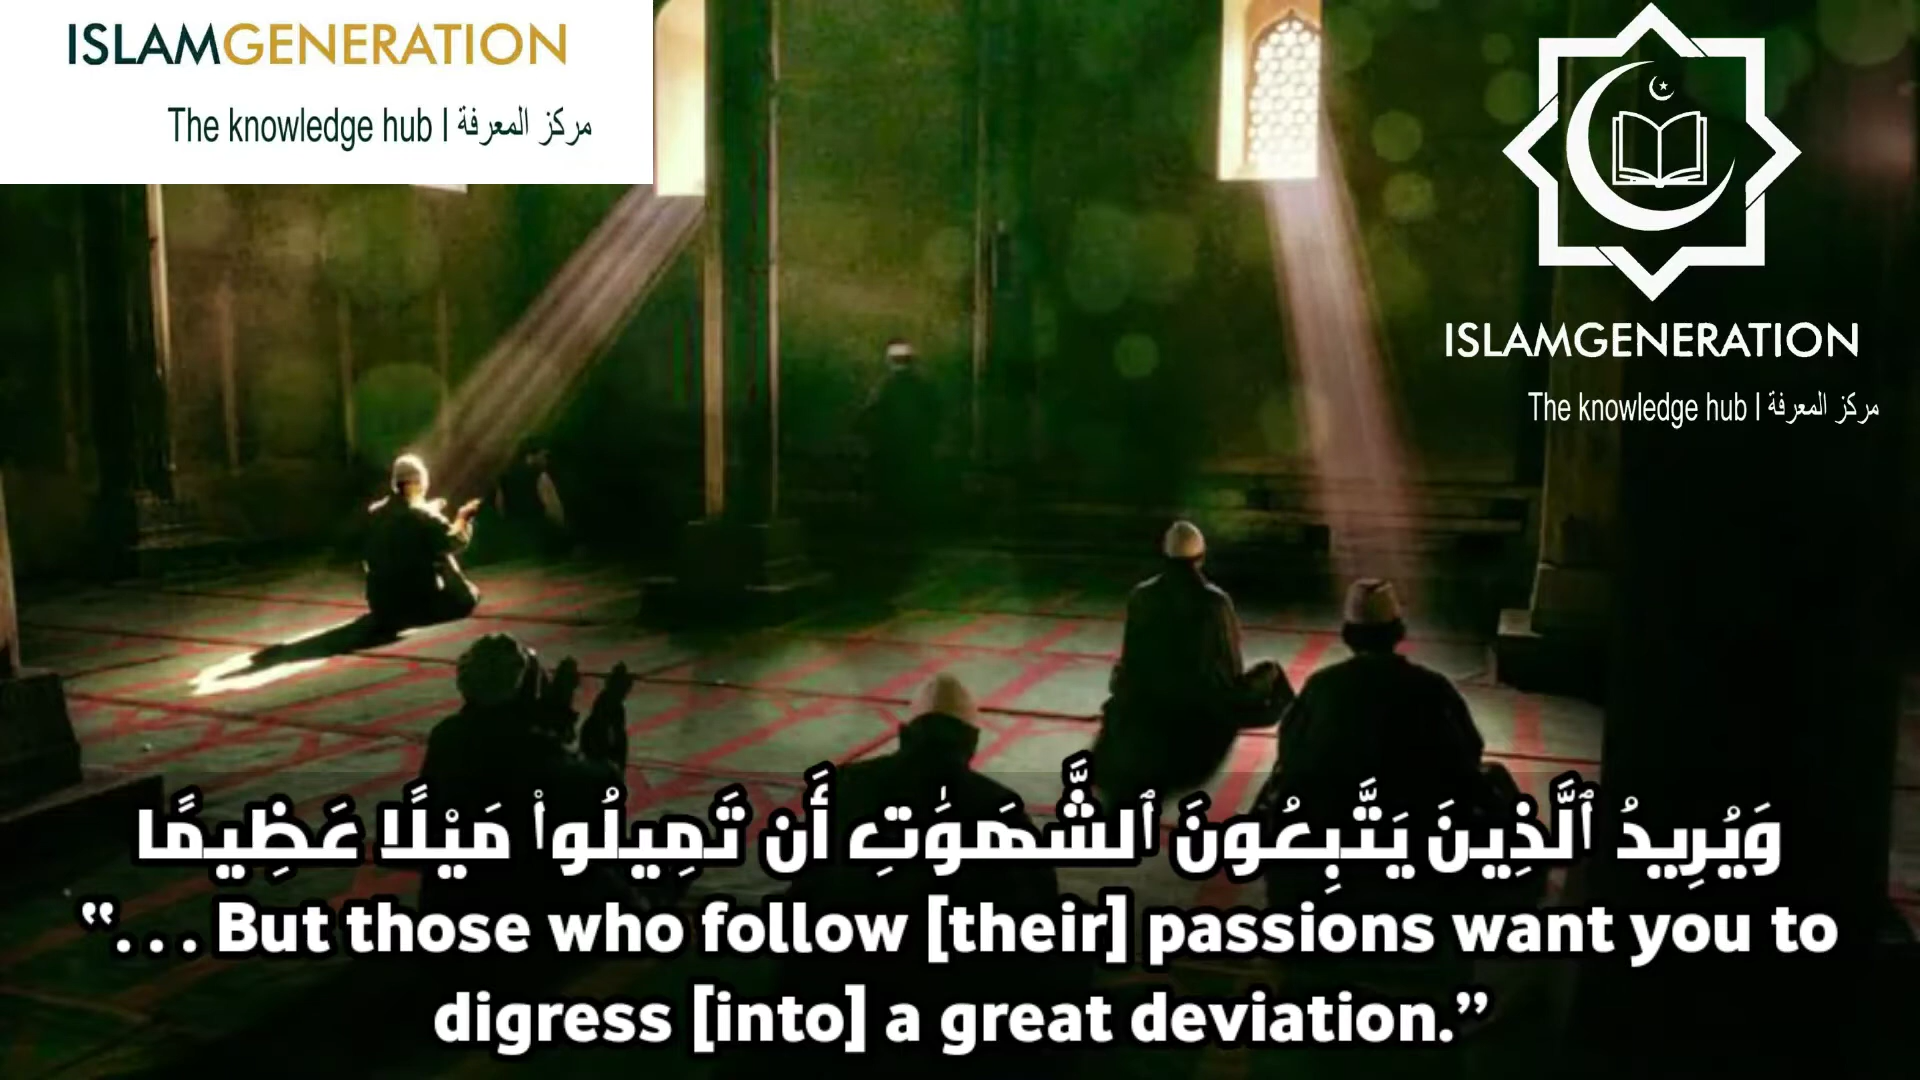 ISLAMGENERATION
The knowledge hub | مركز المعرفة
ISLAMGENERATION
The knowledge hub | مركز المعرفة
وَيُرِيدُ ٱلَّذِينَ يَتَّبِعُونَ ٱلشَّهَوَٰتِ أَن تَمِيلُوا۟ مَيْلًا عَظِيمًا
“. . . But those who follow [their] passions want you to
digress [into] a great deviation.”